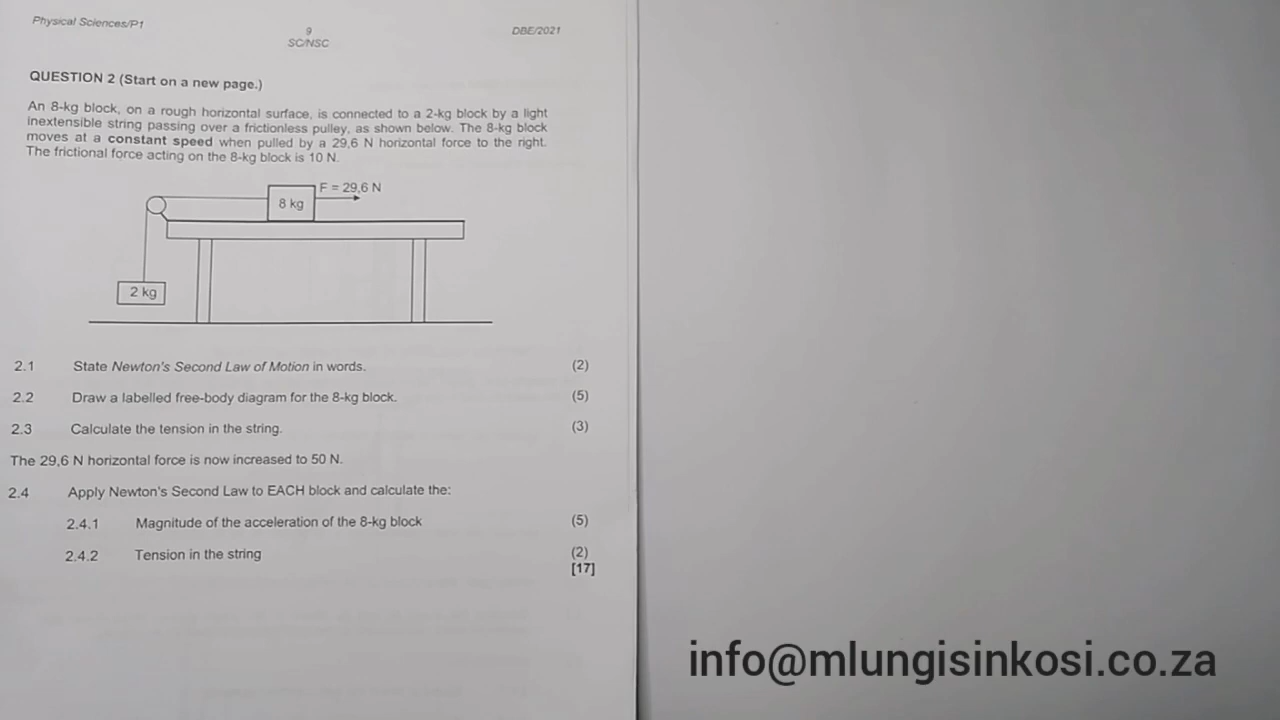 Physical Sciences/P1
9
SC/NSC
DBE/2021
QUESTION 2 (Start on a new page.)
An 8-kg block, on a rough horizontal surface, is connected to a 2-kg block by a light
inextensible string passing over a frictionless pulley, as shown below. The 8-kg block
moves at a constant speed when pulled by a 29,6 N horizontal force to the right.
The frictional force acting on the 8-kg block is 10 N.
F = 29,6 N
8 kg
2 kg
2.1 State Newton's Second Law of Motion in words. (2)
2.2 Draw a labelled free-body diagram for the 8-kg block. (5)
2.3 Calculate the tension in the string. (3)
The 29,6 N horizontal force is now increased to 50 N.
2.4 Apply Newton's Second Law to EACH block and calculate the:
2.4.1 Magnitude of the acceleration of the 8-kg block (5)
2.4.2 Tension in the string (2)
[17]
info@mlungisinkosi.co.za